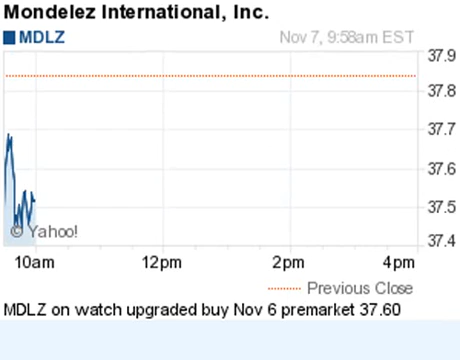 Mondelez International, Inc.
MDLZ Nov 7, 9:58am EST
37.9
37.8
37.7
37.6
37.5
37.4
© Yahoo!
10am 12pm 2pm 4pm
Previous Close
MDLZ on watch upgraded buy Nov 6 premarket 37.60